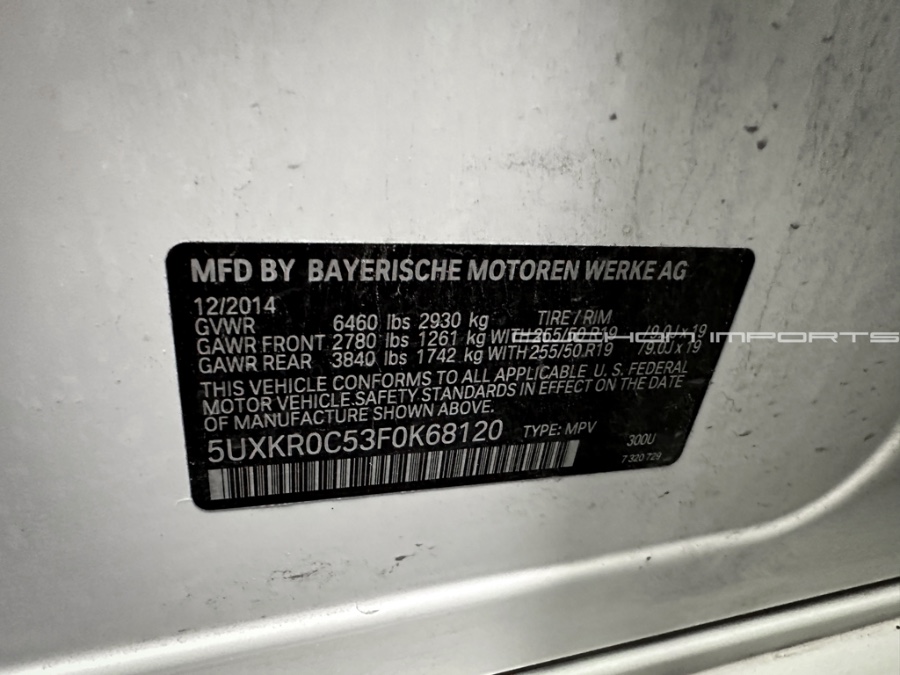 MFD BY BAYERISCHE MOTOREN WERKE AG
12/2014 TIRE / RIM
GVWR 6460 lbs 2930 kg
GAWR FRONT 2780 lbs 1261 kg WITH 255/50 R19 /9.0J x 19
GAWR REAR 3840 lbs 1742 kg WITH 255/50.R19 /9.0J x 19
THIS VEHICLE CONFORMS TO ALL APPLICABLE U. S. FEDERAL
MOTOR VEHICLE SAFETY STANDARDS IN EFFECT ON THE DATE
OF MANUFACTURE SHOWN ABOVE.
5UXKR0C53F0K68120 TYPE: MPV 300U
7 320 729
IMPORTS